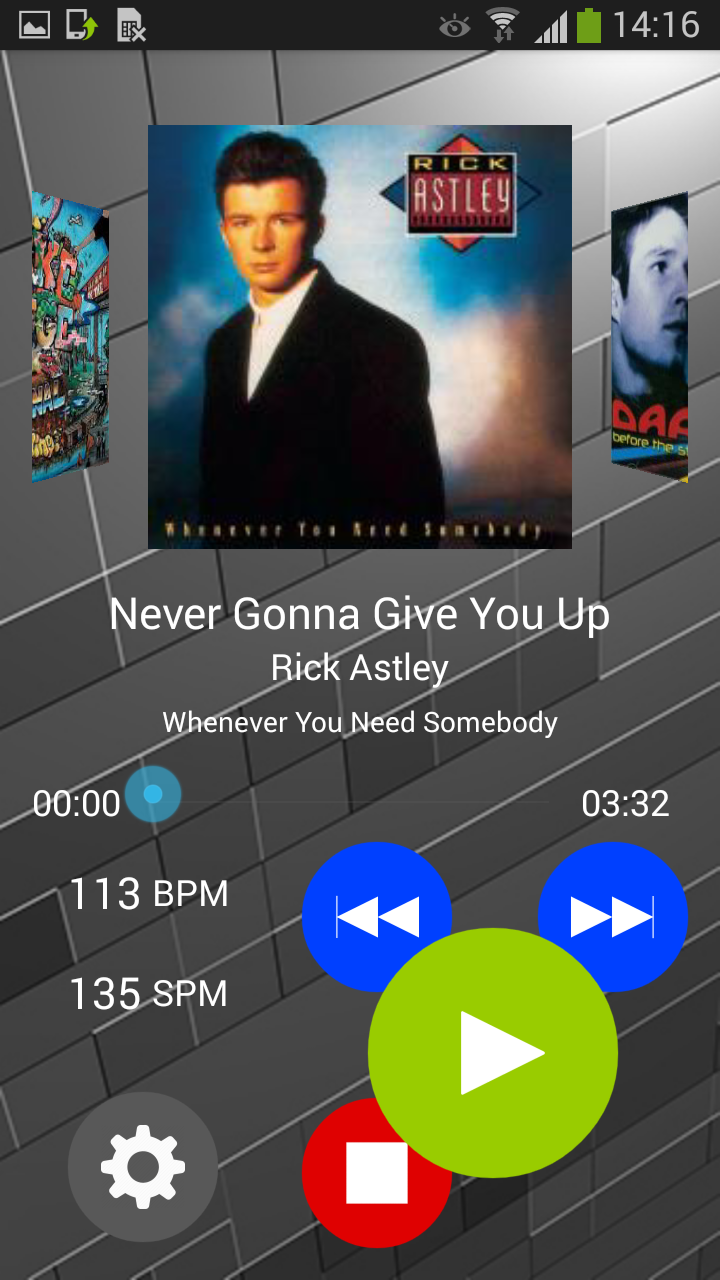 14:16
RICK
ASTLEY
Whenever You Need Somebody
before the s
Never Gonna Give You Up
Rick Astley
Whenever You Need Somebody
00:00
03:32
113 BPM
135 SPM